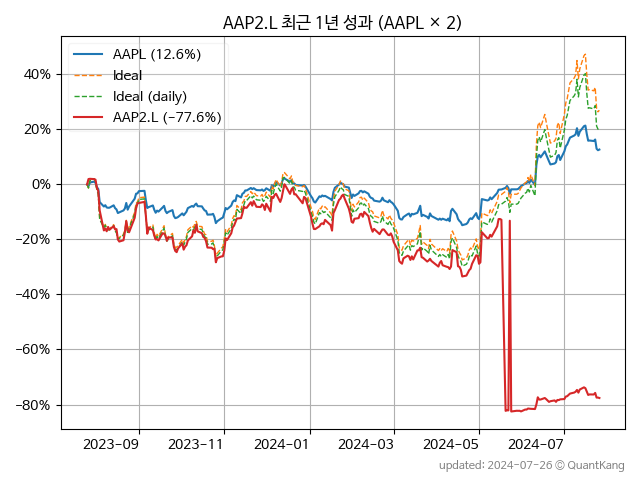 AAP2.L 최근 1년 성과 (AAPL × 2)
AAPL (12.6%)
Ideal
Ideal (daily)
AAP2.L (−77.6%)
40%
20%
0%
−20%
−40%
−60%
−80%
2023−09 2023−11 2024−01 2024−03 2024−05 2024−07
updated: 2024-07-26 © QuantKang